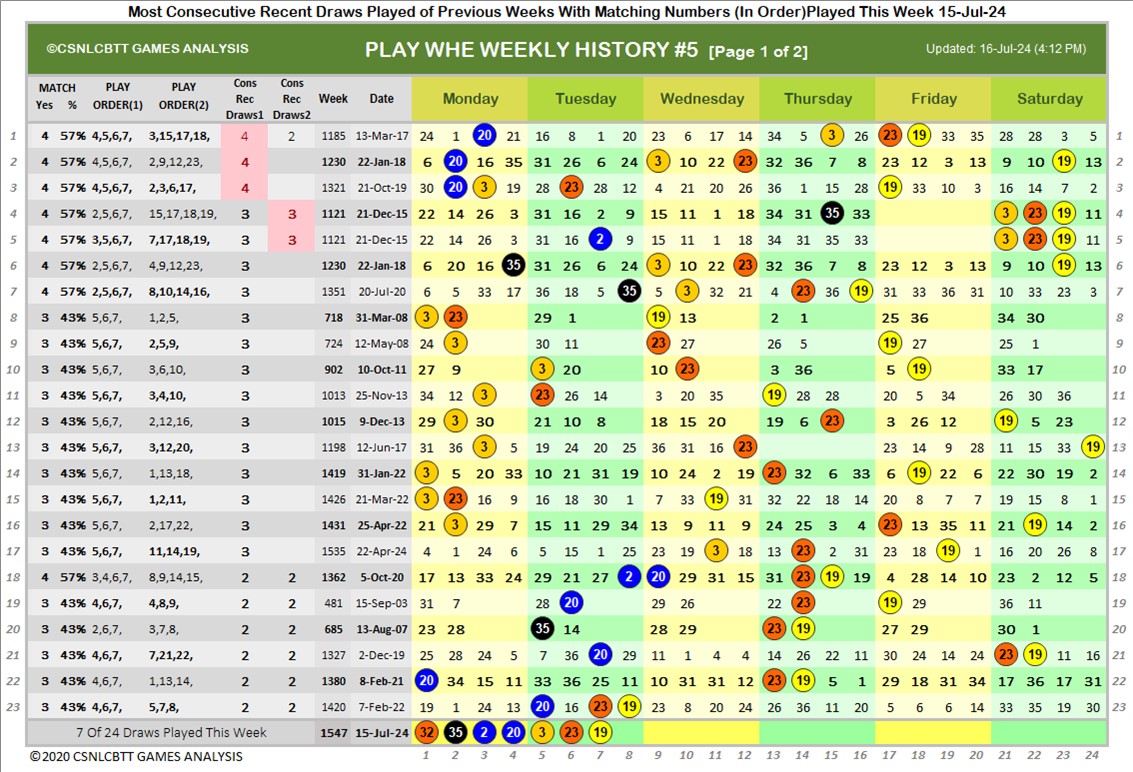 Most Consecutive Recent Draws Played of Previous Weeks With Matching Numbers (In Order)Played This Week 15-Jul-24
©CSNLCBTT GAMES ANALYSIS PLAY WHE WEEKLY HISTORY #5 [Page 1 of 2] Updated: 16-Jul-24 (4:12 PM)
MATCH Yes % PLAY ORDER(1) PLAY ORDER(2) Cons Rec Draws1 Cons Rec Draws2 Week Date Monday Tuesday Wednesday Thursday Friday Saturday
1 4 57% 4,5,6,7, 3,15,17,18, 4 2 1185 13-Mar-17 24 1 20 21 16 8 1 20 23 6 17 14 34 5 3 26 23 19 33 35 28 28 3 5 1
2 4 57% 4,5,6,7, 2,9,12,23, 4 1230 22-Jan-18 6 20 16 35 31 26 6 24 3 10 22 23 32 36 7 8 23 12 3 13 9 10 19 13 2
3 4 57% 4,5,6,7, 2,3,6,17, 4 1321 21-Oct-19 30 20 3 19 28 23 28 12 4 21 20 26 36 1 15 28 19 33 10 3 16 14 7 2 3
4 4 57% 2,5,6,7, 15,17,18,19, 3 3 1121 21-Dec-15 22 14 26 3 31 16 2 9 15 11 1 18 34 31 35 33 3 23 19 11 4
5 4 57% 3,5,6,7, 7,17,18,19, 3 3 1121 21-Dec-15 22 14 26 3 31 16 2 9 15 11 1 18 34 31 35 33 3 23 19 11 5
6 4 57% 2,5,6,7, 4,9,12,23, 3 1230 22-Jan-18 6 20 16 35 31 26 6 24 3 10 22 23 32 36 7 8 23 12 3 13 9 10 19 13 6
7 4 57% 2,5,6,7, 8,10,14,16, 3 1351 20-Jul-20 6 5 33 17 36 18 5 35 5 3 32 21 4 23 36 19 31 33 36 31 10 33 23 3 7
8 3 43% 5,6,7, 1,2,5, 3 718 31-Mar-08 3 23 29 1 19 13 2 1 25 36 34 30 8
9 3 43% 5,6,7, 2,5,9, 3 724 12-May-08 24 3 30 11 23 27 26 5 19 27 25 1 9
10 3 43% 5,6,7, 3,6,10, 3 902 10-Oct-11 27 9 3 20 10 23 3 36 5 19 33 17 10
11 3 43% 5,6,7, 3,4,10, 3 1013 25-Nov-13 34 12 3 23 26 14 3 20 35 19 28 28 20 5 34 26 30 36 11
12 3 43% 5,6,7, 2,12,16, 3 1015 9-Dec-13 29 3 30 21 10 8 18 15 20 19 6 23 3 26 12 19 5 23 12
13 3 43% 5,6,7, 3,12,20, 3 1198 12-Jun-17 31 36 3 5 19 24 20 25 36 31 16 23 23 14 9 28 11 15 33 19 13
14 3 43% 5,6,7, 1,13,18, 3 1419 31-Jan-22 3 5 20 33 10 21 31 19 10 24 2 19 23 32 6 33 6 19 22 6 22 30 19 2 14
15 3 43% 5,6,7, 1,2,11, 3 1426 21-Mar-22 3 23 16 9 16 18 30 1 7 33 19 31 32 22 18 14 20 8 7 7 19 15 8 1 15
16 3 43% 5,6,7, 2,17,22, 3 1431 25-Apr-22 21 3 29 7 15 11 29 34 13 9 11 9 24 25 3 4 23 13 35 11 21 19 14 2 16
17 3 43% 5,6,7, 11,14,19, 3 1535 22-Apr-24 4 1 24 6 5 15 1 25 23 19 3 18 13 23 2 31 23 18 19 1 16 20 26 8 17
18 4 57% 3,4,6,7, 8,9,14,15, 2 2 1362 5-Oct-20 17 13 33 24 29 21 27 2 20 29 31 15 31 23 19 19 4 28 14 10 23 2 12 5 18
19 3 43% 4,6,7, 4,8,9, 2 2 481 15-Sep-03 31 7 28 20 29 26 22 23 19 29 36 11 19
20 3 43% 2,6,7, 3,7,8, 2 2 685 13-Aug-07 23 28 35 14 28 29 23 19 27 29 30 1 20
21 3 43% 4,6,7, 7,21,22, 2 2 1327 2-Dec-19 25 28 24 5 7 36 20 29 11 1 4 4 14 26 22 11 30 24 14 24 23 19 11 16 21
22 3 43% 4,6,7, 1,13,14, 2 2 1380 8-Feb-21 20 34 15 11 33 36 25 11 10 31 31 12 23 19 5 1 29 18 31 34 17 36 17 31 22
23 3 43% 4,6,7, 5,7,8, 2 2 1420 7-Feb-22 19 1 24 13 20 16 23 19 23 8 20 24 26 36 11 20 5 6 6 14 33 35 19 30 23
7 Of 24 Draws Played This Week 1547 15-Jul-24 32 35 2 20 3 23 19
©2020 CSNLCBTT GAMES ANALYSIS 1 2 3 4 5 6 7 8 9 10 11 12 13 14 15 16 17 18 19 20 21 22 23 24